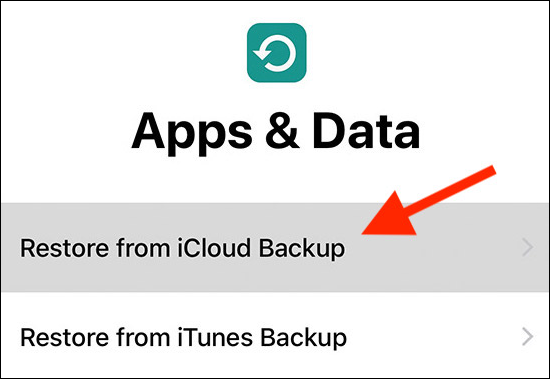 Apps & Data
Restore from iCloud Backup
Restore from iTunes Backup